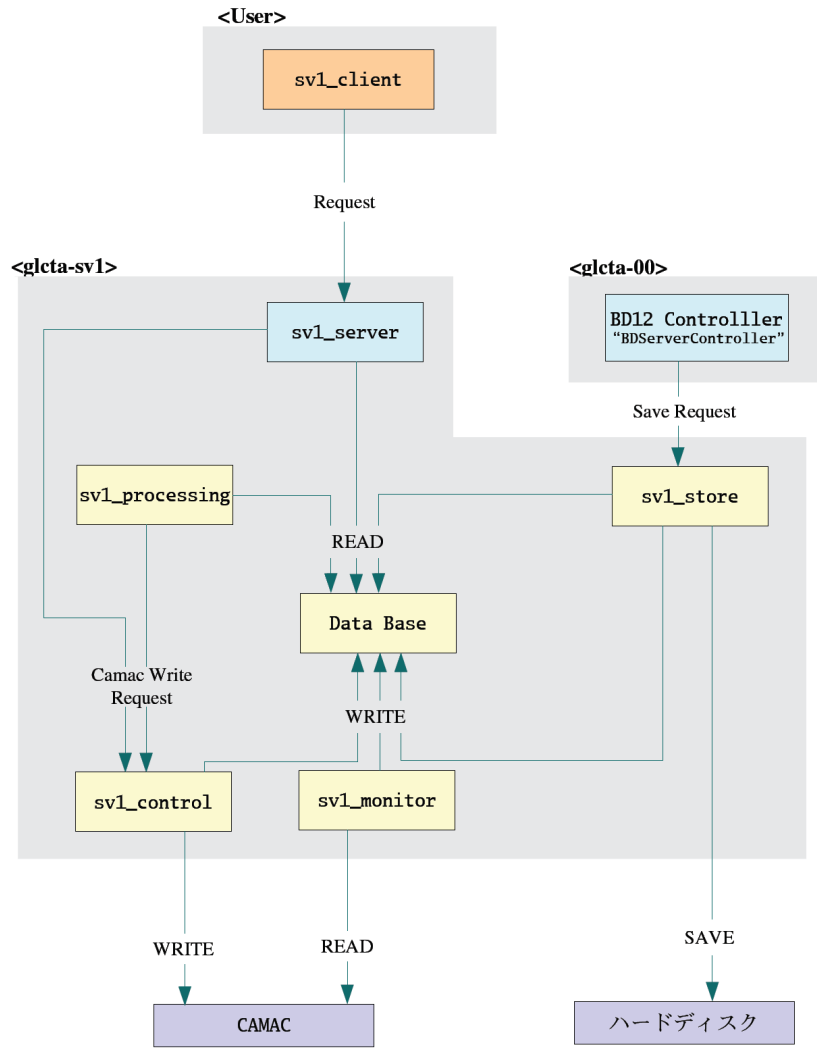 <User>
sv1_client
Request
<glcta-sv1>
<glcta-00>
sv1_server
BD12 Controlller
“BDServerController”
Save Request
sv1_processing
sv1_store
READ
Data Base
Camac Write
Request
WRITE
sv1_control
sv1_monitor
WRITE
READ
SAVE
CAMAC
ハードディスク